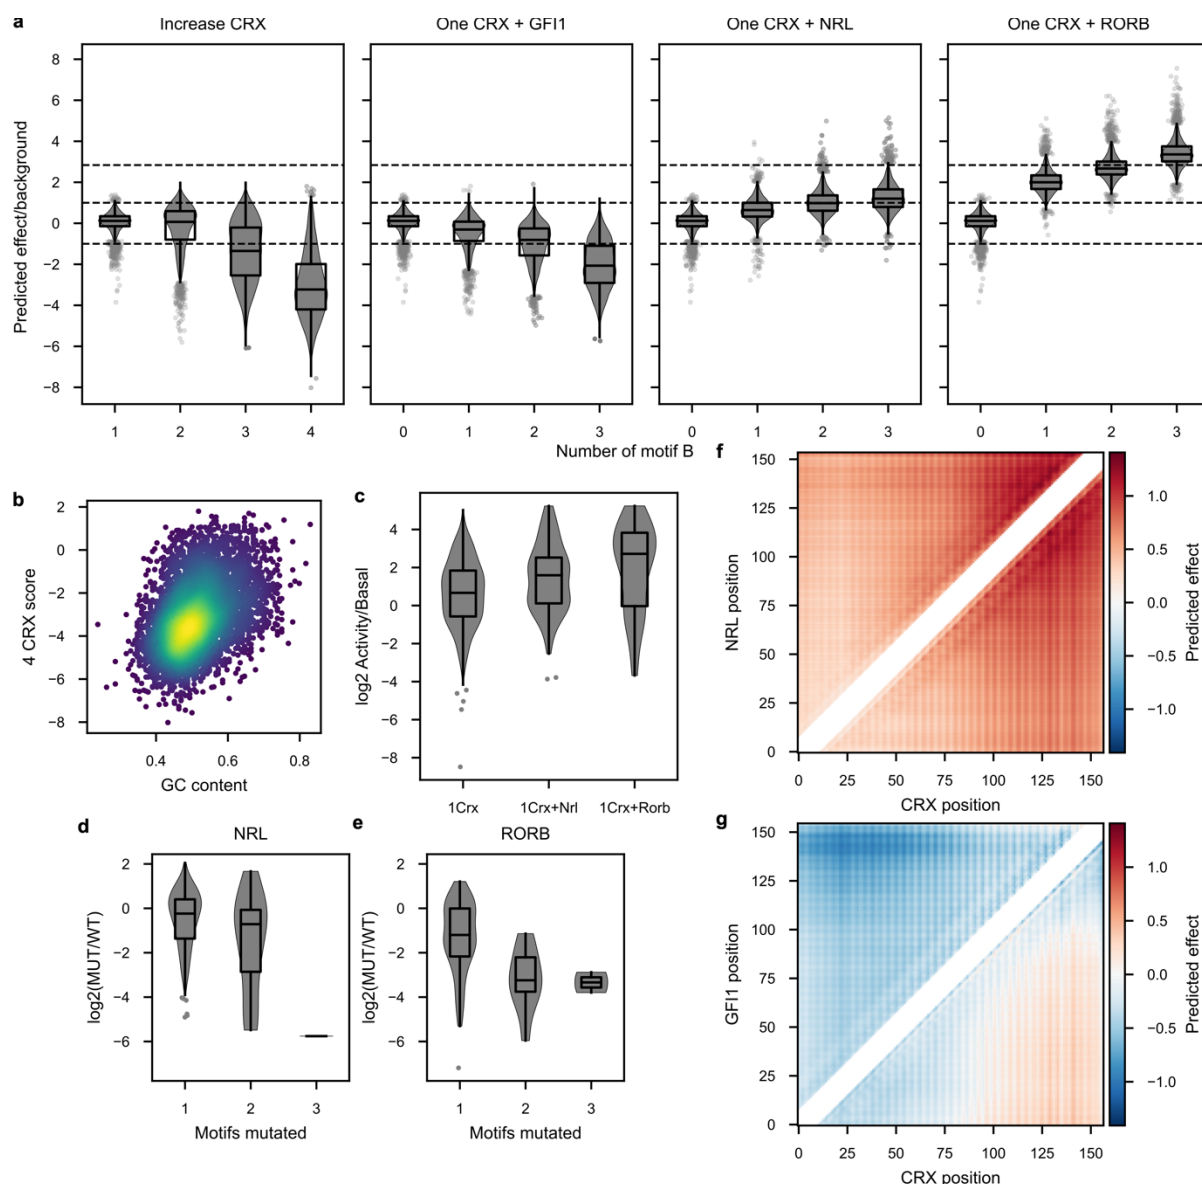 a
Increase CRX
One CRX + GFI1
One CRX + NRL
One CRX + RORB
Predicted effect/background
8
6
4
2
0
−2
−4
−6
−8
1 2 3 4
0 1 2 3
0 1 2 3
0 1 2 3
Number of motif B
b
4 CRX score
2
0
−2
−4
−6
−8
0.4 0.6 0.8
GC content
c
log2 Activity/Basal
4
2
0
−2
−4
−6
−8
1Crx 1Crx+Nrl 1Crx+Rorb
d
NRL
log2(MUT/WT)
2
0
−2
−4
−6
1 2 3
Motifs mutated
e
RORB
log2(MUT/WT)
2
0
−2
−4
−6
1 2 3
Motifs mutated
f
NRL position
150
125
100
75
50
25
0
0 25 50 75 100 125 150
CRX position
1.0
0.5
0.0
−0.5
−1.0
Predicted effect
g
GFI1 position
150
125
100
75
50
25
0
0 25 50 75 100 125 150
CRX position
1.0
0.5
0.0
−0.5
−1.0
Predicted effect